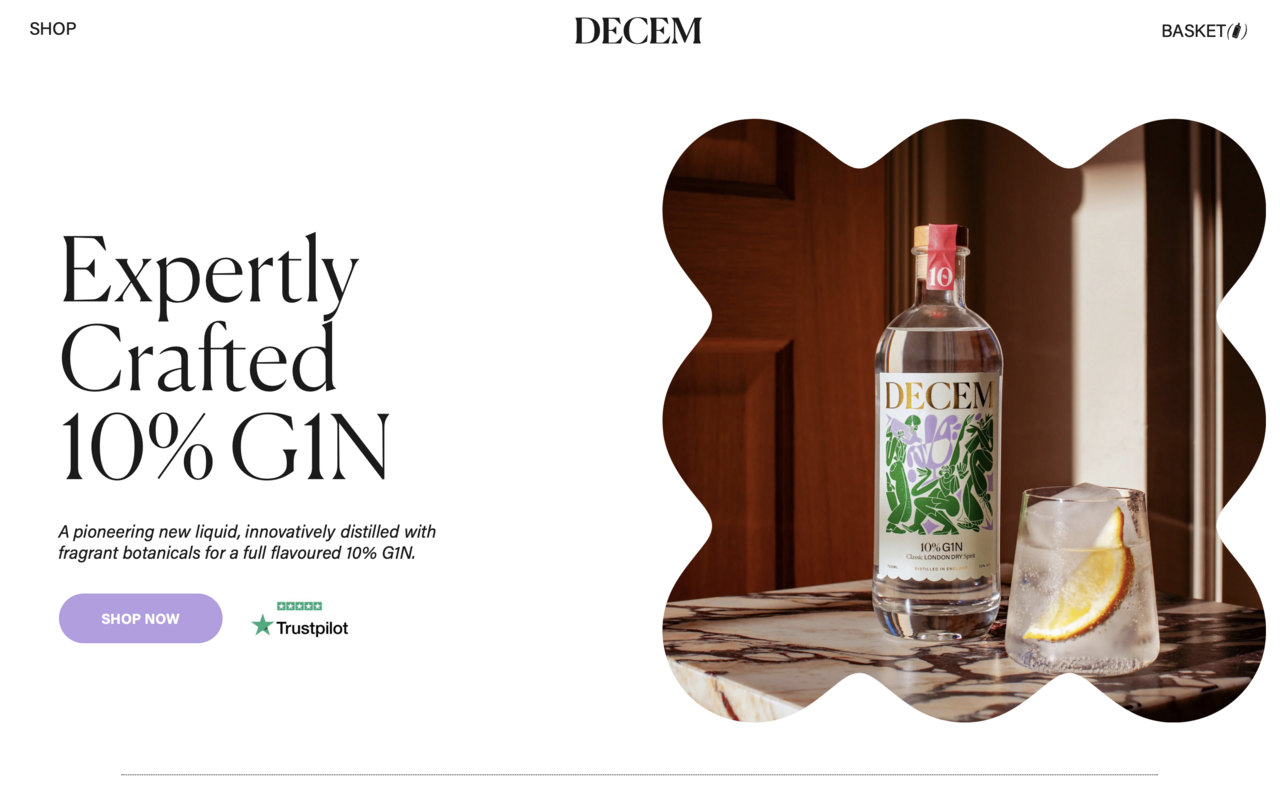 SHOP
DECEM
BASKET()
Expertly
Crafted
10% G1N
A pioneering new liquid, innovatively distilled with
fragrant botanicals for a full flavoured 10% G1N.
SHOP NOW
Trustpilot
10
DECEM
10% G1N
Classic LONDON DRY Spirit
DISTILLED IN ENGLAND